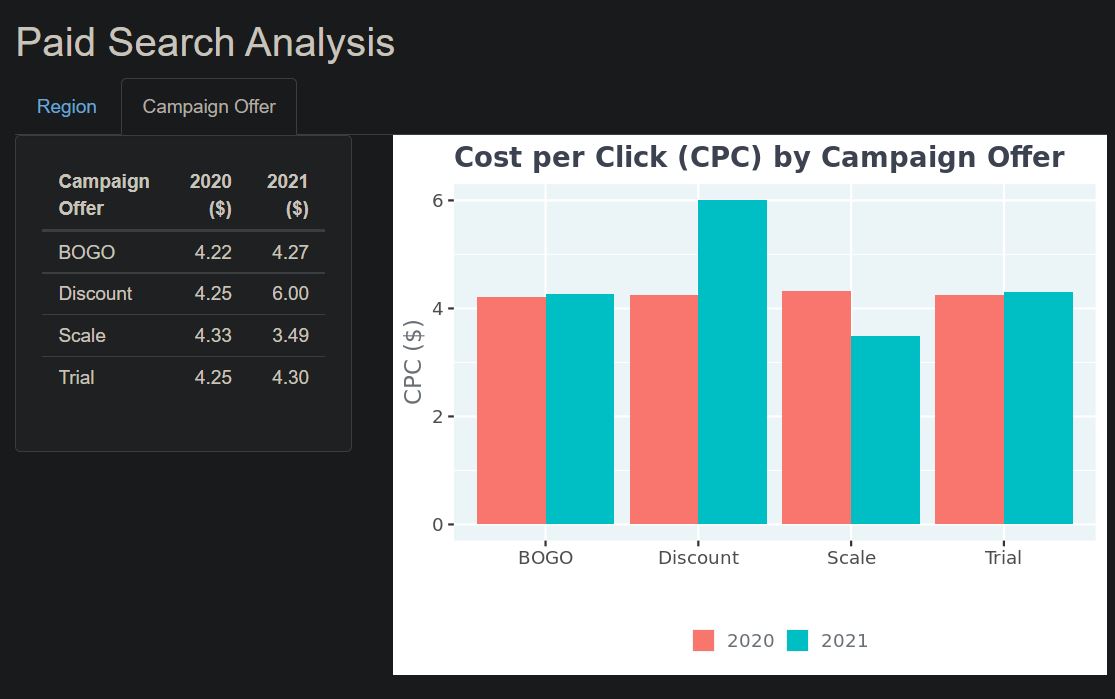 Paid Search Analysis
Region Campaign Offer
Campaign Offer 2020 ($) 2021 ($)
BOGO 4.22 4.27
Discount 4.25 6.00
Scale 4.33 3.49
Trial 4.25 4.30
Cost per Click (CPC) by Campaign Offer
CPC ($)
6
4
2
0
BOGO Discount Scale Trial
2020 2021